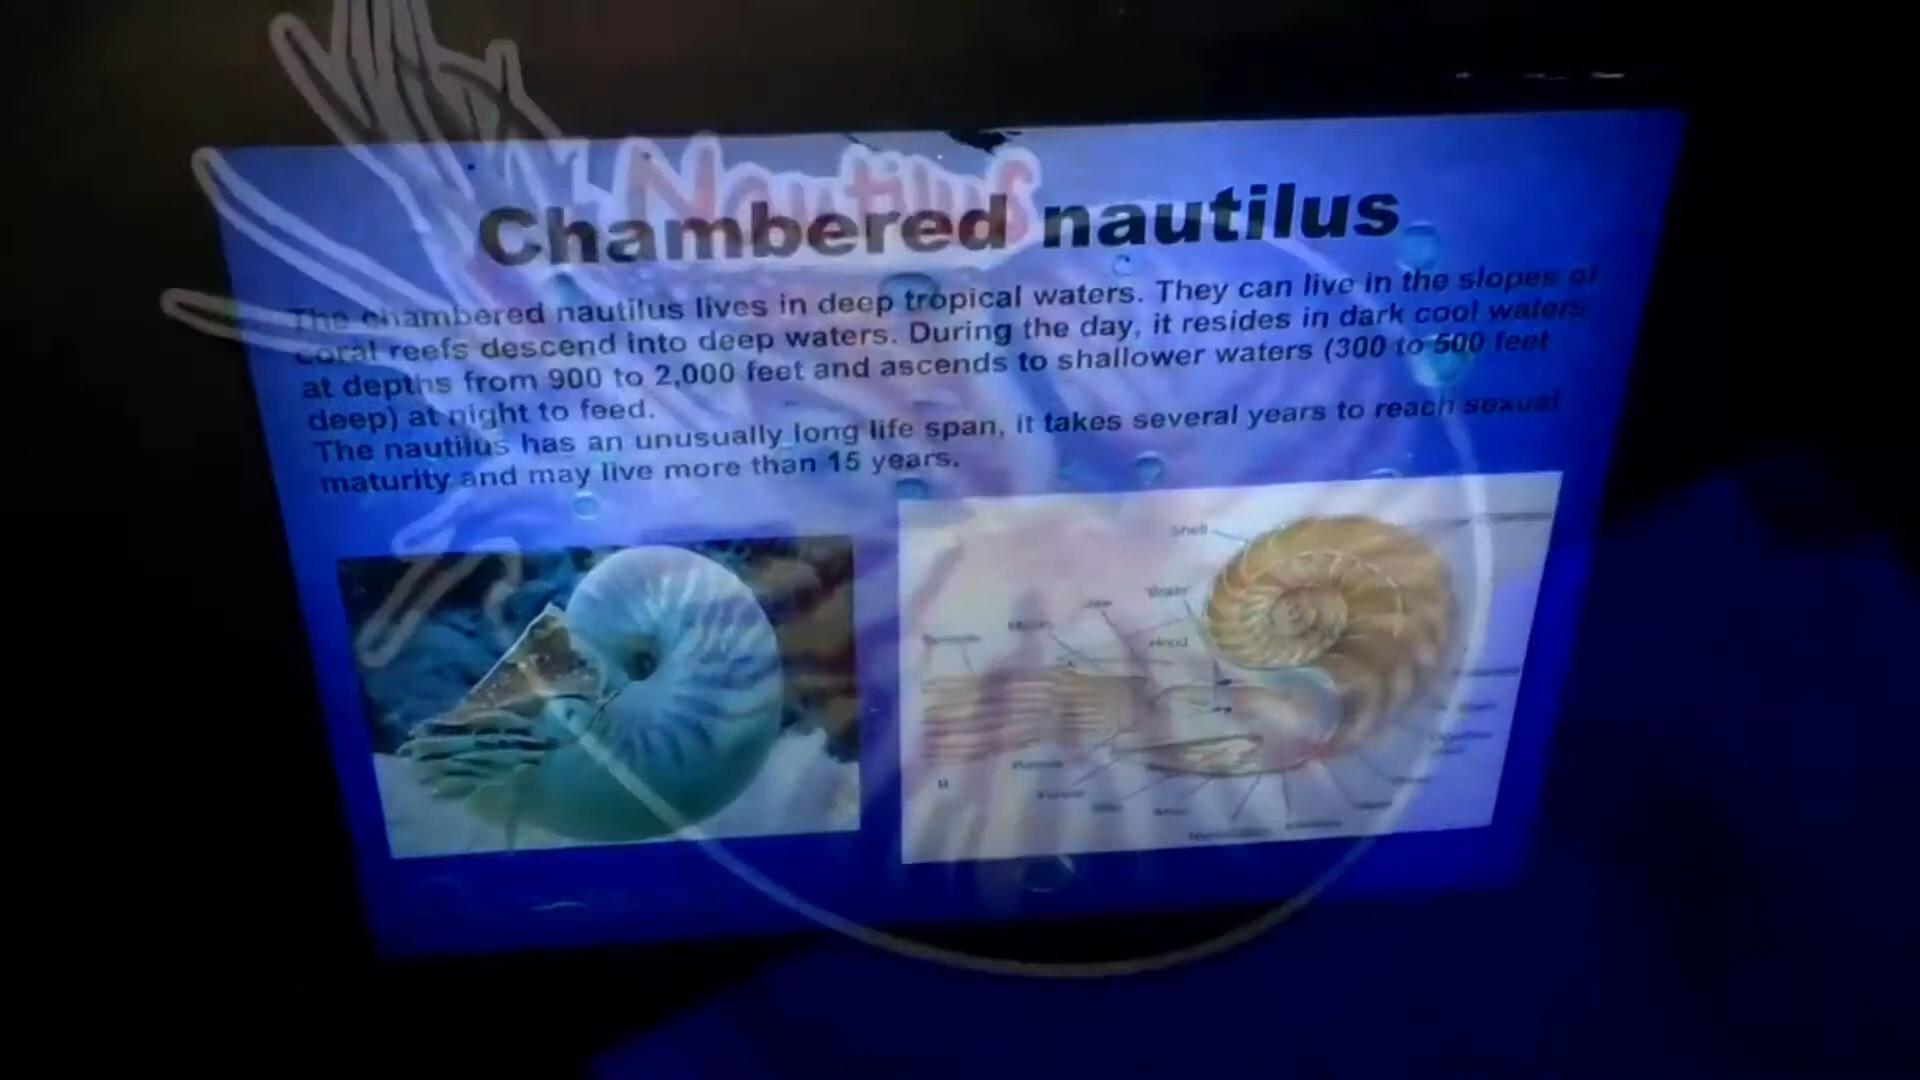 Nautilus
Chambered nautilus
The chambered nautilus lives in deep tropical waters. They can live in the slopes of
coral reefs descend into deep waters. During the day, it resides in dark cool waters
at depths from 900 to 2,000 feet and ascends to shallower waters (300 to 500 feet
deep) at night to feed.
The nautilus has an unusually long life span, it takes several years to reach sexual
maturity and may live more than 15 years.
Shell
Jaw
Hood